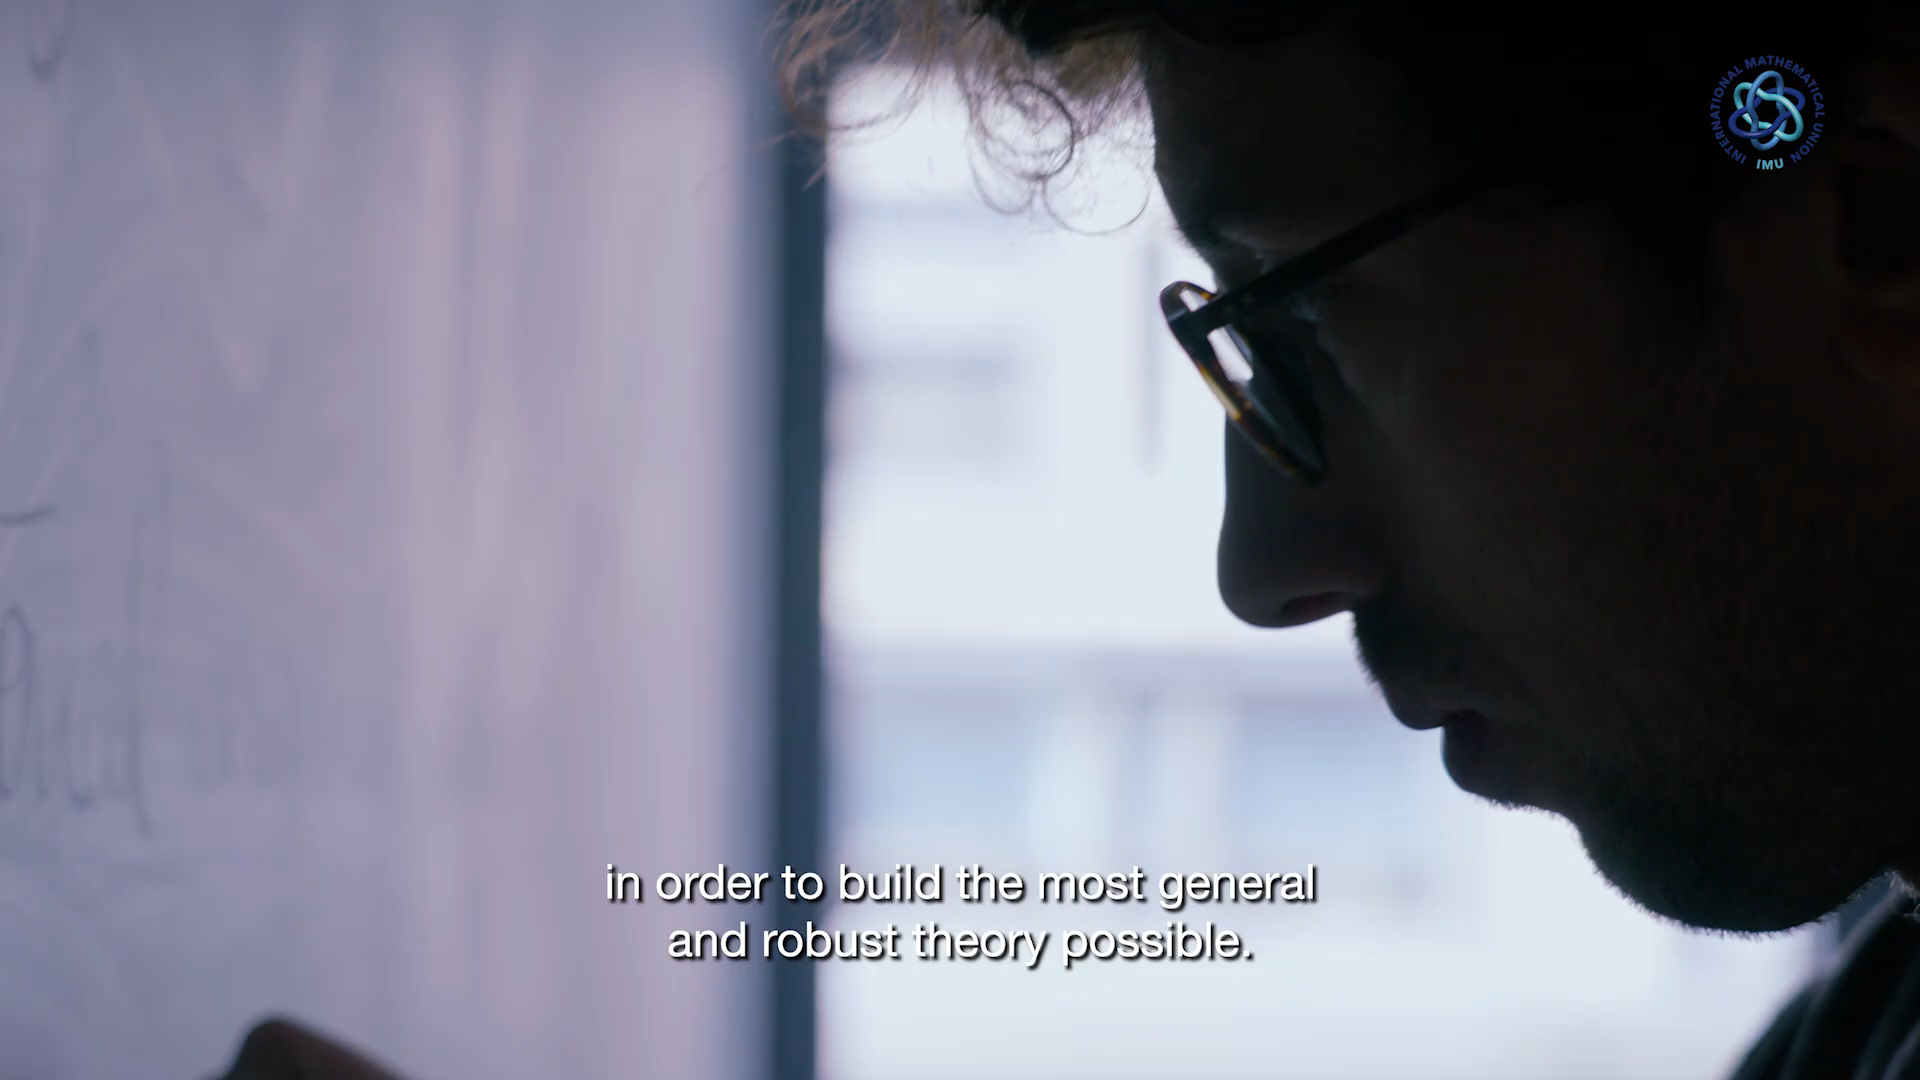 INTERNATIONAL MATHEMATICAL UNION
IMU
in order to build the most general
and robust theory possible.